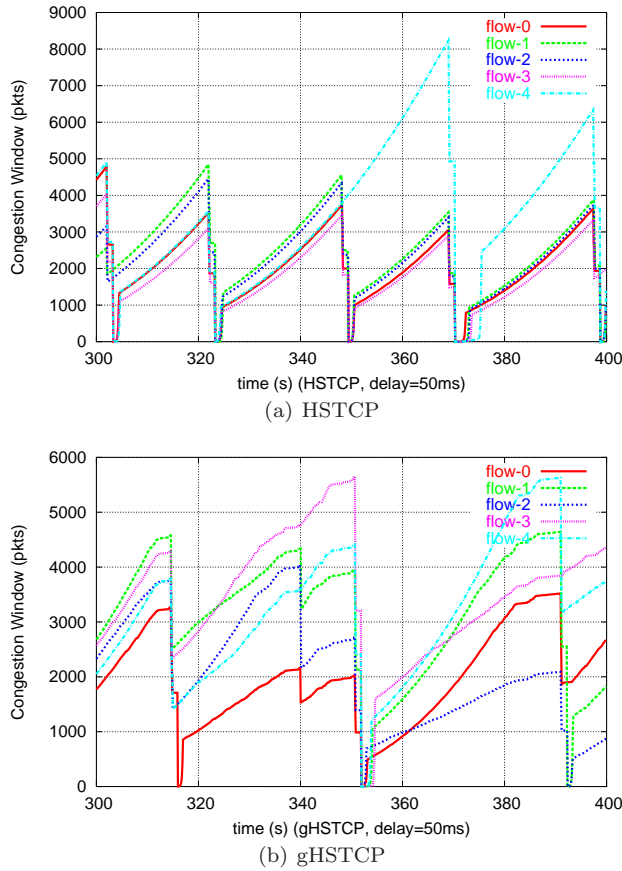 9000
8000
7000
6000
5000
4000
3000
2000
1000
0
Congestion Window (pkts)
flow-0
flow-1
flow-2
flow-3
flow-4
300 320 340 360 380 400
time (s) (HSTCP, delay=50ms)
(a) HSTCP
6000
5000
4000
3000
2000
1000
0
Congestion Window (pkts)
flow-0
flow-1
flow-2
flow-3
flow-4
300 320 340 360 380 400
time (s) (gHSTCP, delay=50ms)
(b) gHSTCP